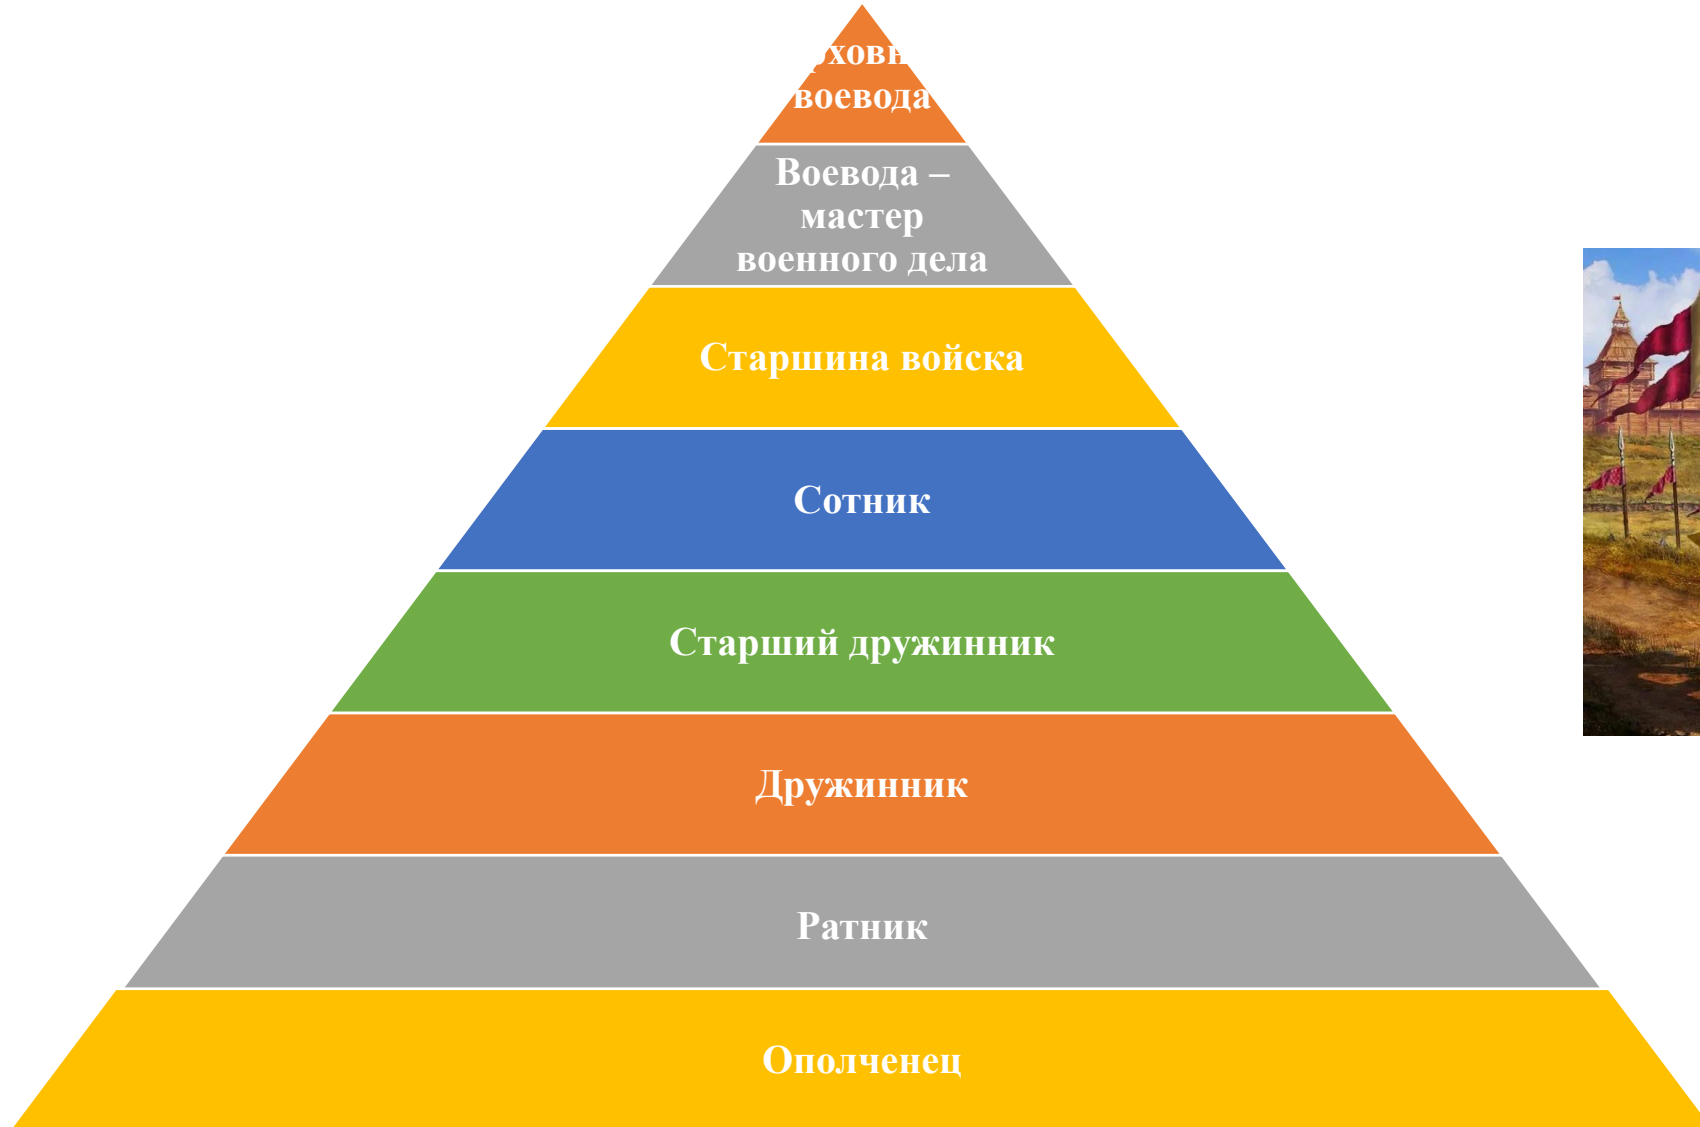 воевода
Воевода –
мастер
военного дела
Старшина войска
Сотник
Старший дружинник
Дружинник
Ратник
Ополченец